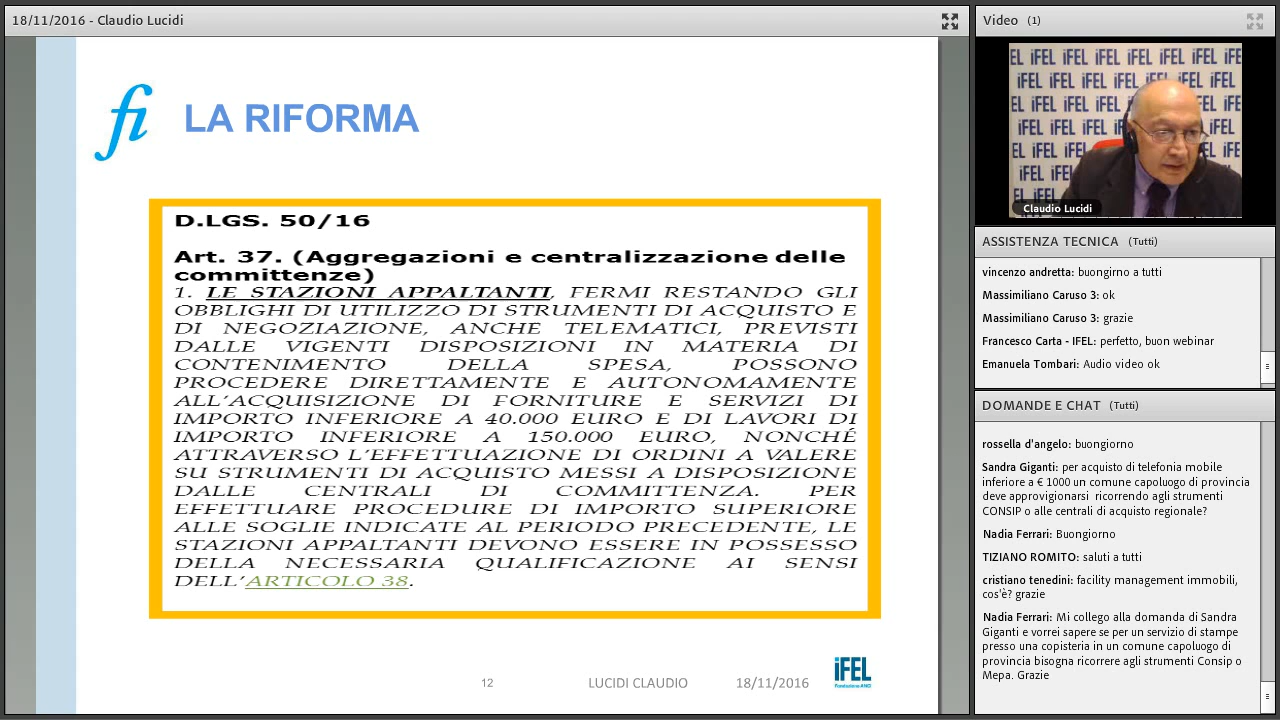 18/11/2016 - Claudio Lucidi
fi
LA RIFORMA
D.LGS. 50/16
Art. 37. (Aggregazioni e centralizzazione delle
committenze)
1. LE STAZIONI APPALTANTI, FERMI RESTANDO GLI
OBBLIGHI DI UTILIZZO DI STRUMENTI DI ACQUISTO E
DI NEGOZIAZIONE, ANCHE TELEMATICI, PREVISTI
DALLE VIGENTI DISPOSIZIONI IN MATERIA DI
CONTENIMENTO DELLA SPESA, POSSONO
PROCEDERE DIRETTAMENTE E AUTONOMAMENTE
ALL'ACQUISIZIONE DI FORNITURE E SERVIZI DI
IMPORTO INFERIORE A 40.000 EURO E DI LAVORI DI
IMPORTO INFERIORE A 150.000 EURO, NONCHÉ
ATTRAVERSO L'EFFETTUAZIONE DI ORDINI A VALERE
SU STRUMENTI DI ACQUISTO MESSI A DISPOSIZIONE
DALLE CENTRALI DI COMMITTENZA. PER
EFFETTUARE PROCEDURE DI IMPORTO SUPERIORE
ALLE SOGLIE INDICATE AL PERIODO PRECEDENTE, LE
STAZIONI APPALTANTI DEVONO ESSERE IN POSSESSO
DELLA NECESSARIA QUALIFICAZIONE AI SENSI
DELL'ARTICOLO 38.
12
LUCIDI CLAUDIO
18/11/2016
iFEL
Fondazione ANCI
Video (1)
Claudio Lucidi
ASSISTENZA TECNICA (Tutti)
vincenzo andretta: buongirno a tutti
Massimiliano Caruso 3: ok
Massimiliano Caruso 3: grazie
Francesco Carta - IFEL: perfetto, buon webinar
Emanuela Tombari: Audio video ok
DOMANDE E CHAT (Tutti)
rossella d'angelo: buongiorno
Sandra Giganti: per acquisto di telefonia mobile
inferiore a € 1000 un comune capoluogo di provincia
deve approvigionarsi ricorrendo agli strumenti
CONSIP o alle centrali di acquisto regionale?
Nadia Ferrari: Buongiorno
TIZIANO ROMITO: saluti a tutti
cristiano tenedini: facility management immobili,
cos'è? grazie
Nadia Ferrari: Mi collego alla domanda di Sandra
Giganti e vorrei sapere se per un servizio di stampe
presso una copisteria in un comune capoluogo di
provincia bisogna ricorrere agli strumenti Consip o
Mepa. Grazie